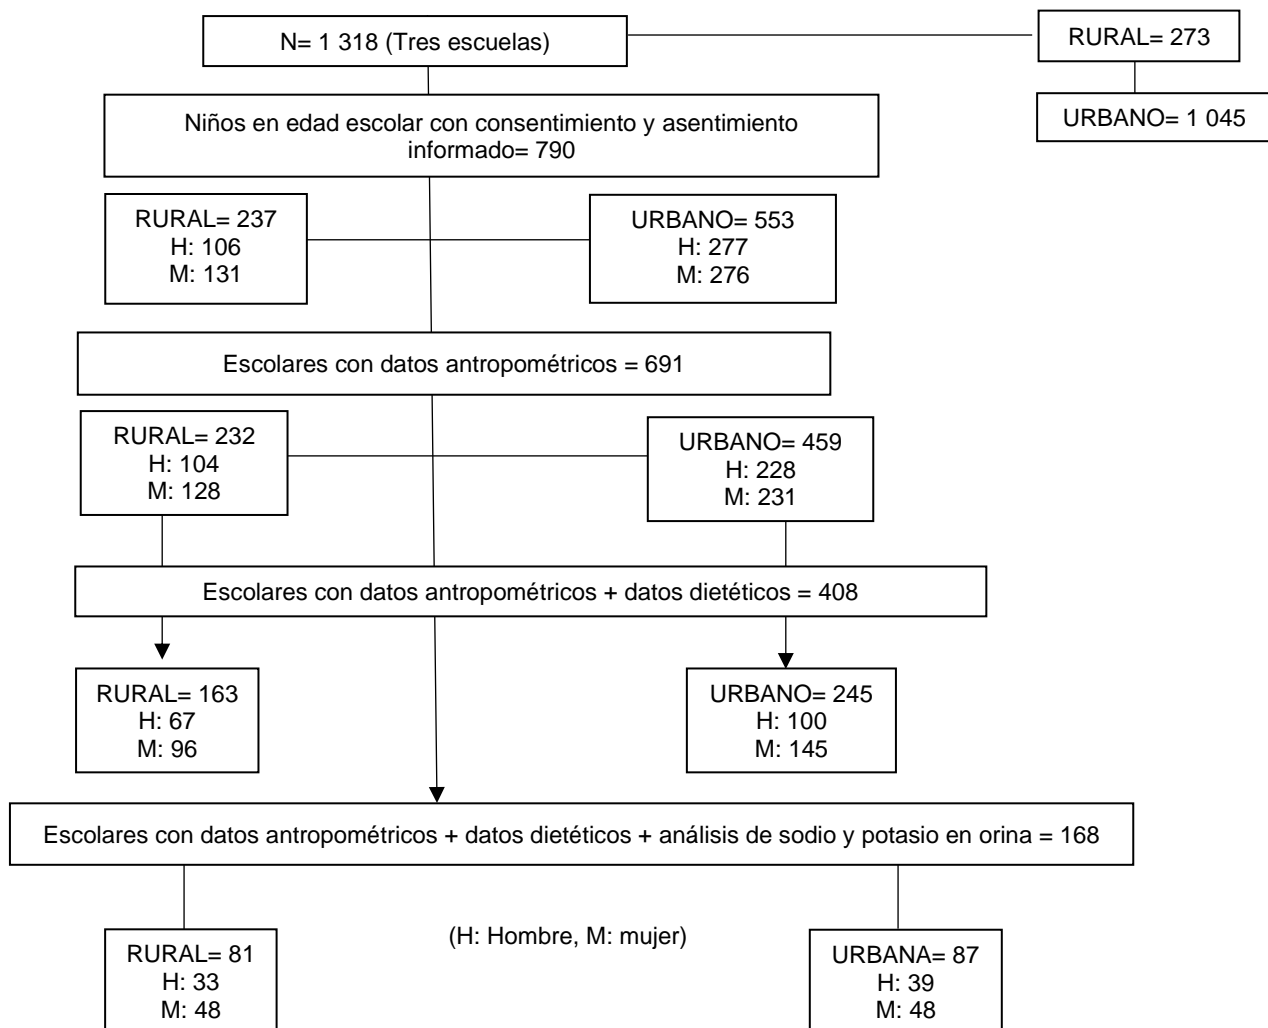 N= 1 318 (Tres escuelas)
RURAL= 273
URBANO= 1 045
Niños en edad escolar con consentimiento y asentimiento
informado= 790
RURAL= 237
H: 106
M: 131
URBANO= 553
H: 277
M: 276
Escolares con datos antropométricos = 691
RURAL= 232
H: 104
M: 128
URBANO= 459
H: 228
M: 231
Escolares con datos antropométricos + datos dietéticos = 408
RURAL= 163
H: 67
M: 96
URBANO= 245
H: 100
M: 145
Escolares con datos antropométricos + datos dietéticos + análisis de sodio y potasio en orina = 168
RURAL= 81
H: 33
M: 48
(H: Hombre, M: mujer)
URBANA= 87
H: 39
M: 48